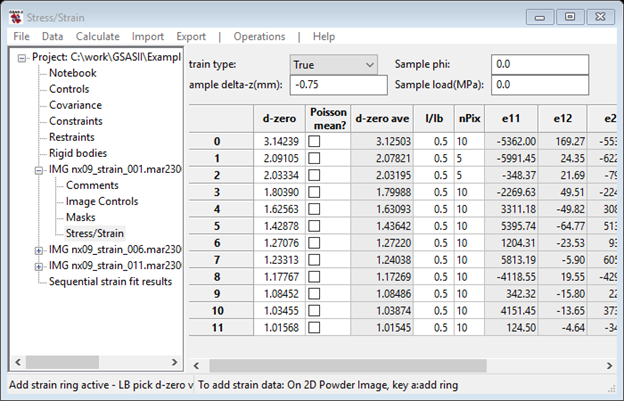 Stress/Strain
File Data Calculate Import Export | Operations | Help
Project: C:\work\GSASII\Exampl
Notebook
Controls
Covariance
Constraints
Restraints
Rigid bodies
IMG nx09_strain_001.mar230
Comments
Image Controls
Masks
Stress/Strain
IMG nx09_strain_006.mar230
IMG nx09_strain_011.mar230
Sequential strain fit results
train type: True Sample phi: 0.0
ample delta-z(mm): -0.75 Sample load(MPa): 0.0
d-zero Poisson mean? d-zero ave I/Ib nPix e11 e12 e2
0 3.14239 3.12503 0.5 10 -5362.00 169.27 -553
1 2.09105 2.07821 0.5 5 -5991.45 24.35 -622
2 2.03334 2.03195 0.5 5 -348.37 21.69 -79
3 1.80390 1.79988 0.5 10 -2269.63 49.51 -224
4 1.62563 1.63093 0.5 10 3311.18 -49.82 308
5 1.42878 1.43642 0.5 10 5395.74 -64.77 513
6 1.27076 1.27220 0.5 10 1204.31 -23.53 93
7 1.23313 1.24038 0.5 10 5813.19 -5.90 605
8 1.17767 1.17269 0.5 10 -4118.55 19.55 -429
9 1.08452 1.08486 0.5 10 342.32 -15.80 22
10 1.03455 1.03874 0.5 10 4151.45 -13.65 373
11 1.01568 1.01545 0.5 10 124.50 -4.64 -34
Add strain ring active - LB pick d-zero v To add strain data: On 2D Powder Image, key a:add ring